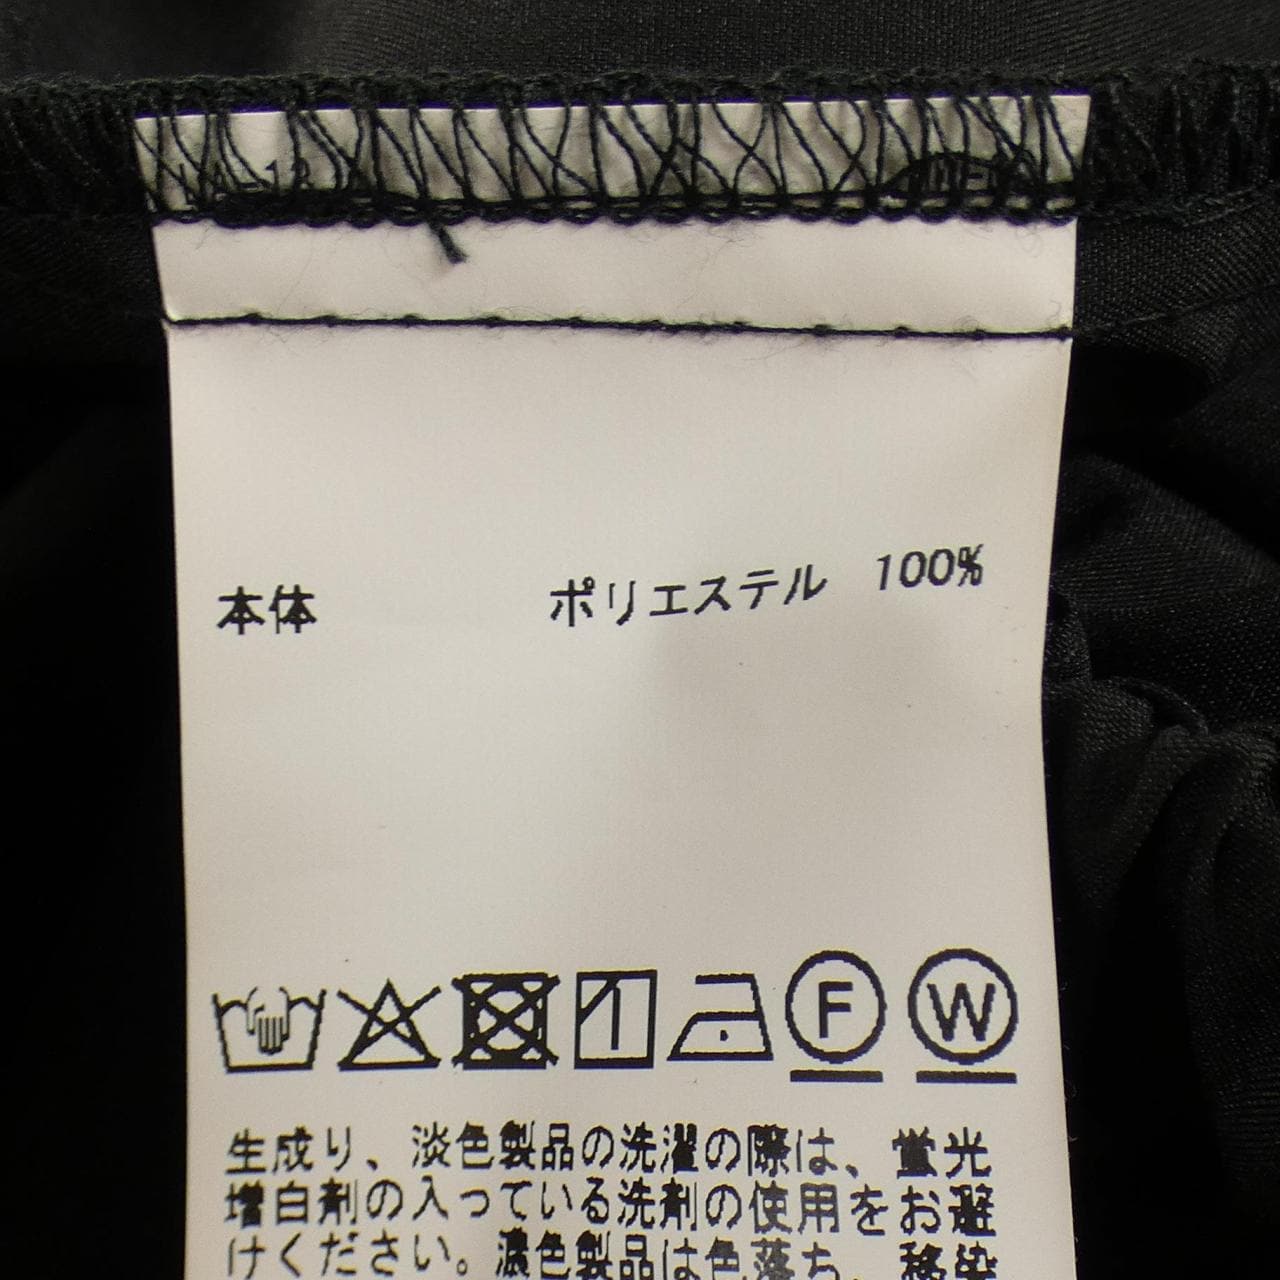 本体 ポリエステル 100%
F W
生成り、淡色製品の洗濯の際は、蛍光
増白剤の入っている洗剤の使用をお避
けください。濃色製品は色落ち、移染